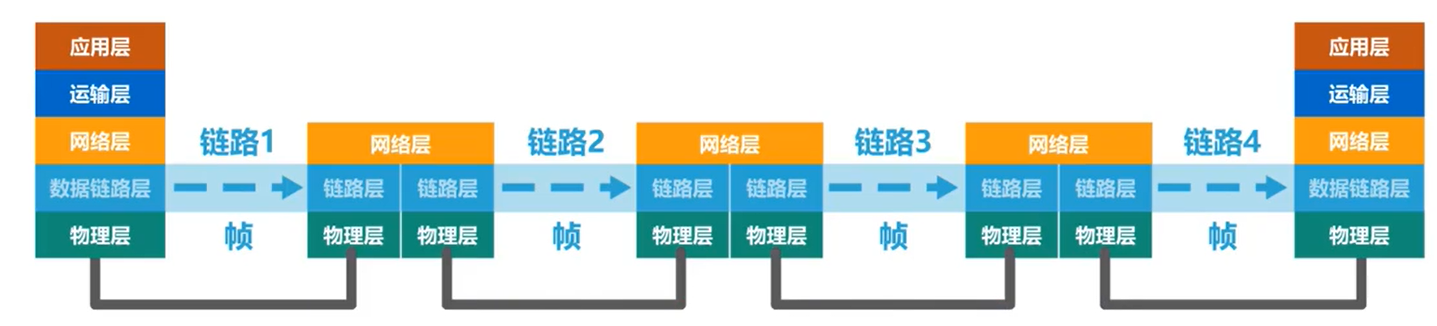 应用层
运输层
网络层
数据链路层
物理层
链路1
帧
网络层
链路层 链路层
物理层 物理层
链路2
帧
网络层
链路层 链路层
物理层 物理层
链路3
帧
网络层
链路层 链路层
物理层 物理层
链路4
帧
应用层
运输层
网络层
数据链路层
物理层